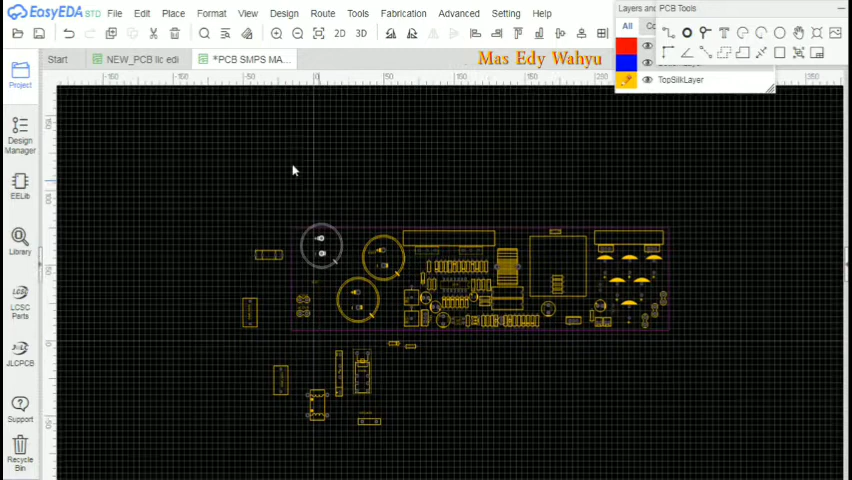 EasyEDA STD
File Edit Place Format View Design Route Tools Fabrication Advanced Setting Help
Layers and PCB Tools
2D 3D
All
Start NEW_PCB llc edi *PCB SMPS MA...
Mas Edy Wahyu
TopSilkLayer
Project
Design Manager
EELib
Library
LCSC Parts
JLCPCB
Support
Recycle Bin